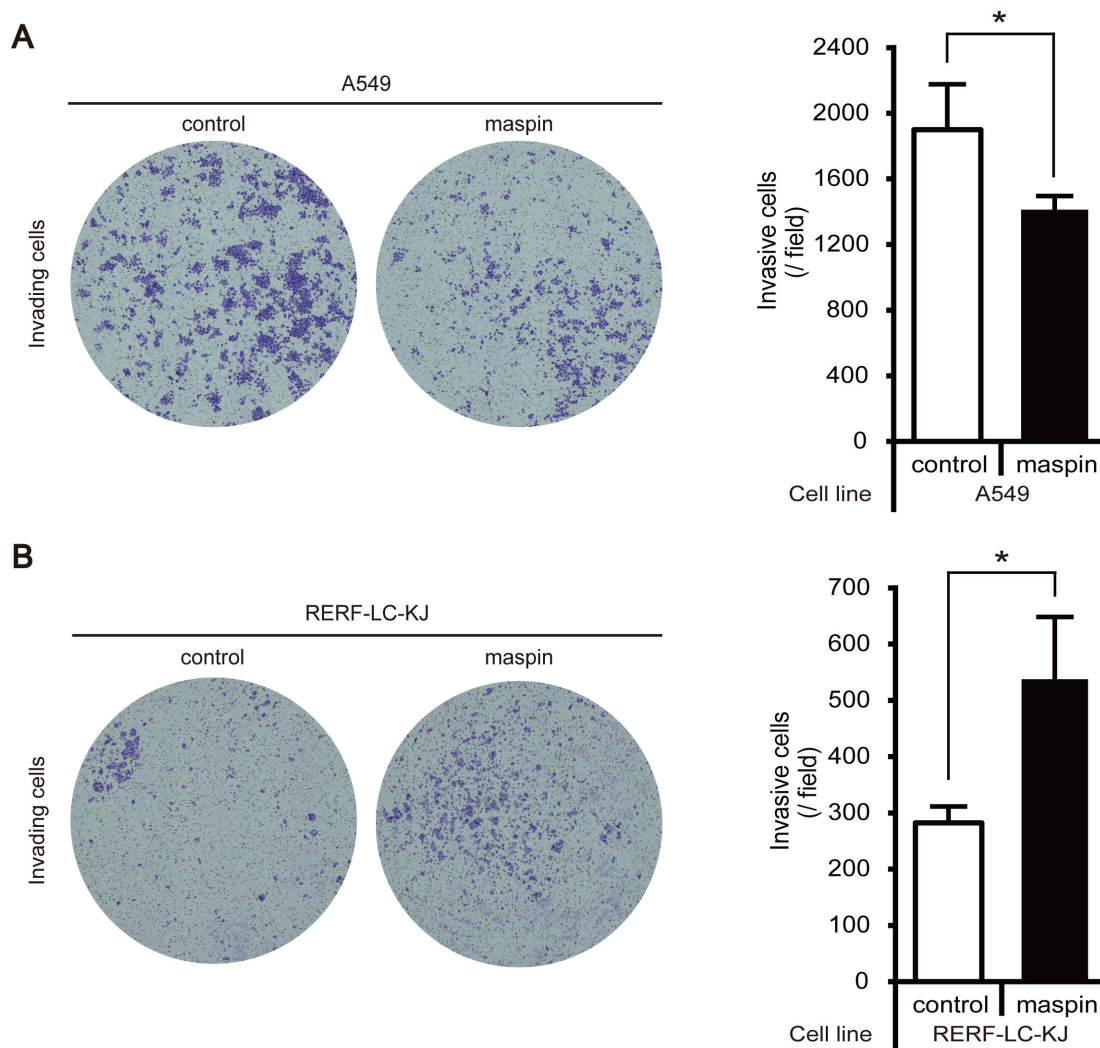 A
A549
control
maspin
Invading cells
*
2400
2000
1600
1200
800
400
0
Invasive cells
(/ field)
control
maspin
Cell line
A549
B
RERF-LC-KJ
control
maspin
Invading cells
*
700
600
500
400
300
200
100
0
Invasive cells
(/ field)
control
maspin
Cell line
RERF-LC-KJ